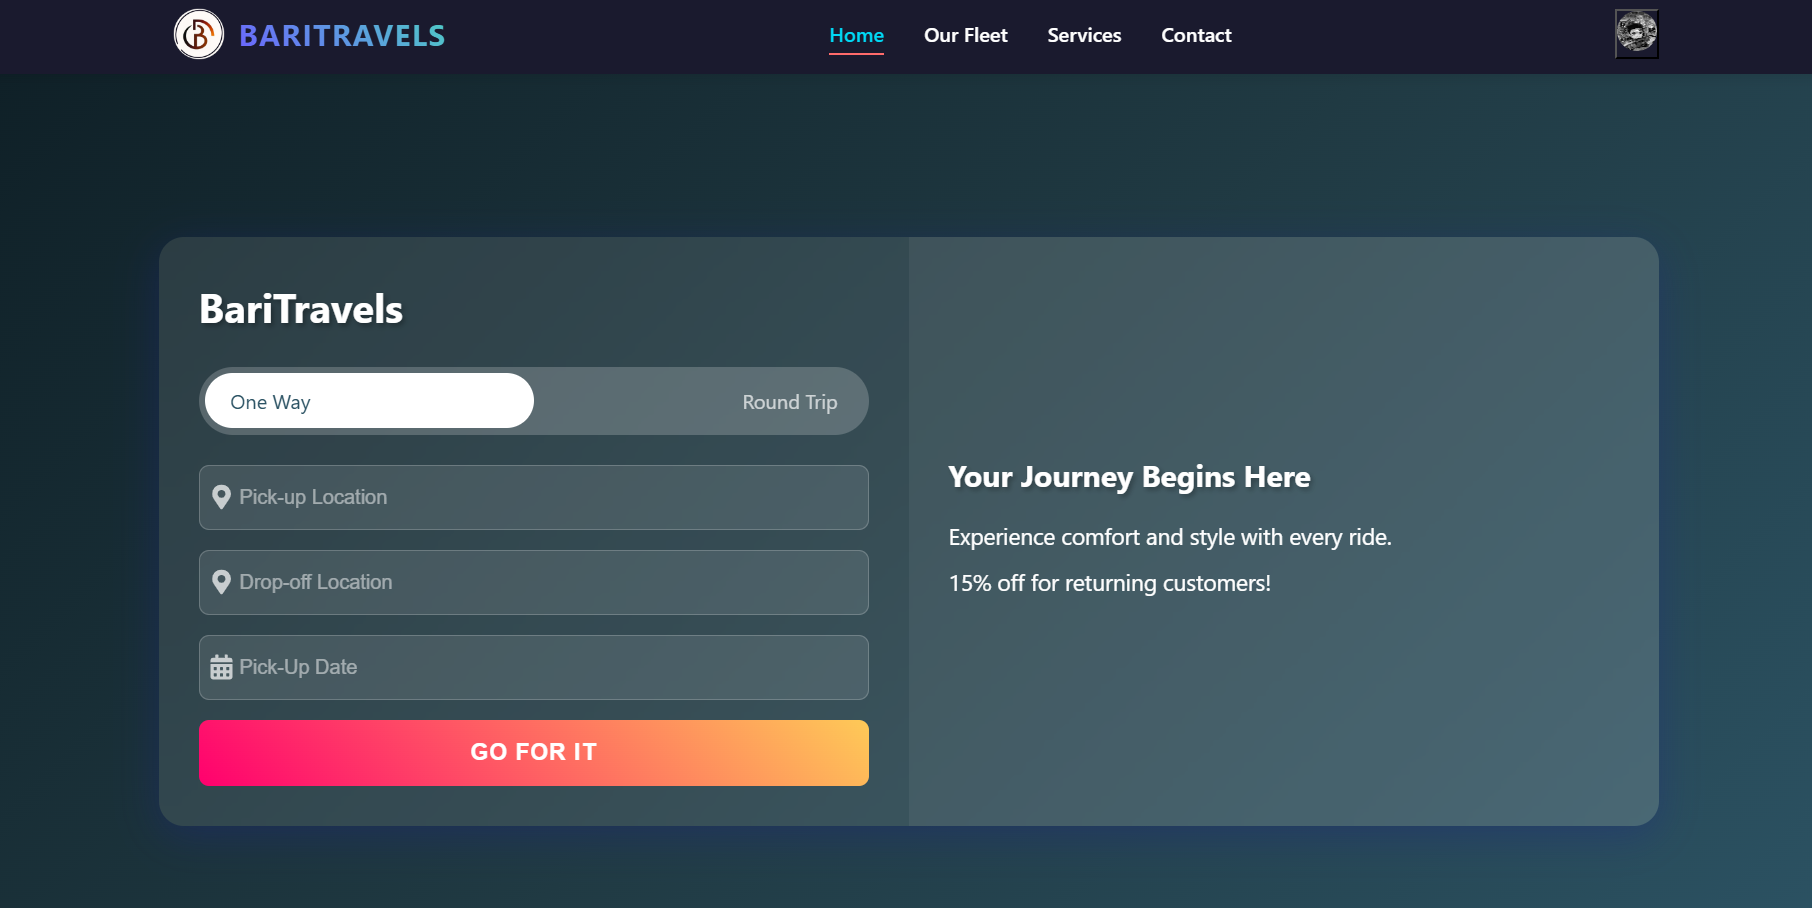 BARITRAVELS
Home
Our Fleet
Services
Contact
BariTravels
One Way
Round Trip
Pick-up Location
Drop-off Location
Pick-Up Date
GO FOR IT
Your Journey Begins Here
Experience comfort and style with every ride.
15% off for returning customers!